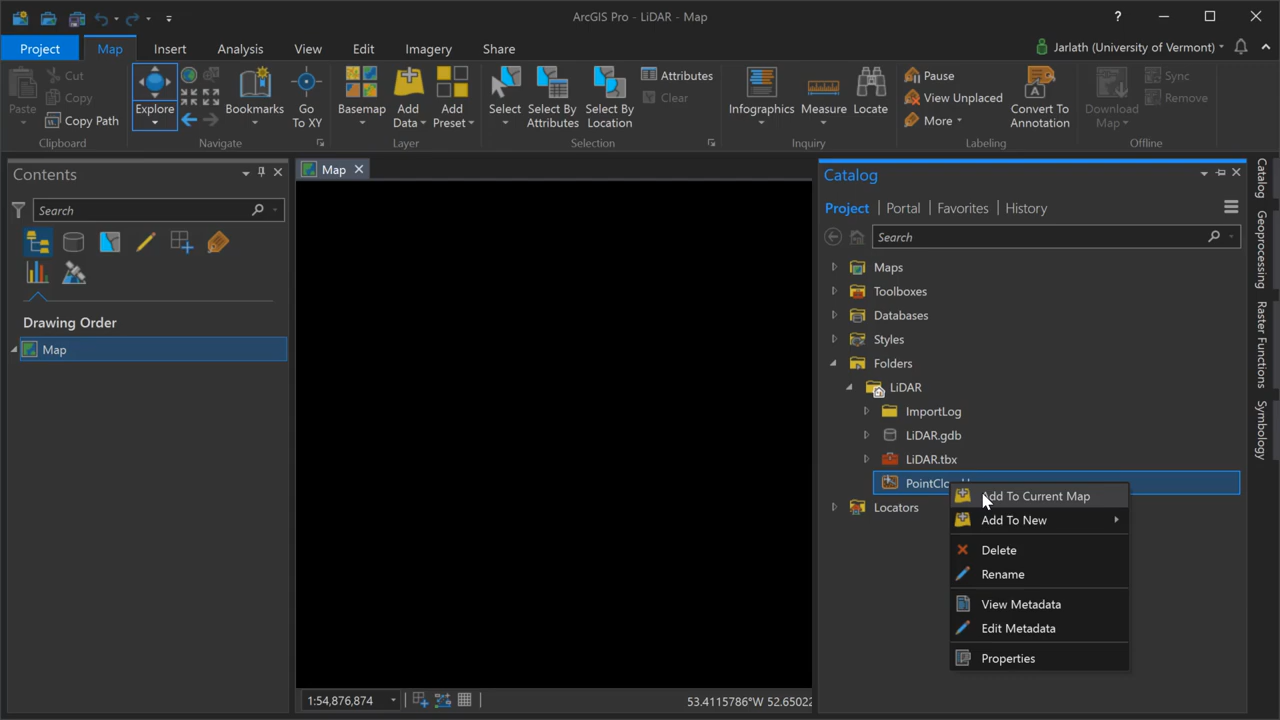 ArcGIS Pro - LiDAR - Map
?
Project
Map
Insert
Analysis
View
Edit
Imagery
Share
Jarlath (University of Vermont)
Paste
Cut
Copy
Copy Path
Clipboard
Explore
Bookmarks
Go
To XY
Navigate
Basemap
Add
Data
Add
Preset
Layer
Select
Select By
Attributes
Select By
Location
Attributes
Clear
Selection
Infographics
Measure
Locate
Inquiry
Pause
View Unplaced
More
Convert To
Annotation
Labeling
Download
Map
Sync
Remove
Offline
Contents
Search
Drawing Order
Map
Map
1:54,876,874
53.4115786°W 52.65022
Catalog
Project
Portal
Favorites
History
Search
Maps
Toolboxes
Databases
Styles
Folders
LiDAR
ImportLog
LiDAR.gdb
LiDAR.tbx
Locators
Add To Current Map
Add To New
Delete
Rename
View Metadata
Edit Metadata
Properties
Catalog
Geoprocessing
Raster Functions
Symbology